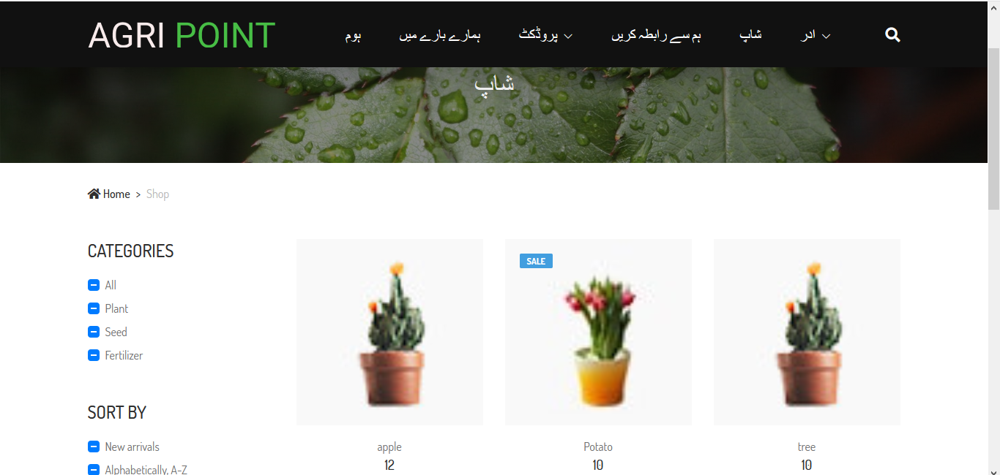 AGRI POINT
ہوم
ہمارے بارے میں
پروڈکٹ
ہم سے رابطہ کریں
شاپ
ادر
شاپ
Home > Shop
CATEGORIES
All
Plant
Seed
Fertilizer
SORT BY
New arrivals
Alphabetically, A-Z
SALE
apple
12
Potato
10
tree
10